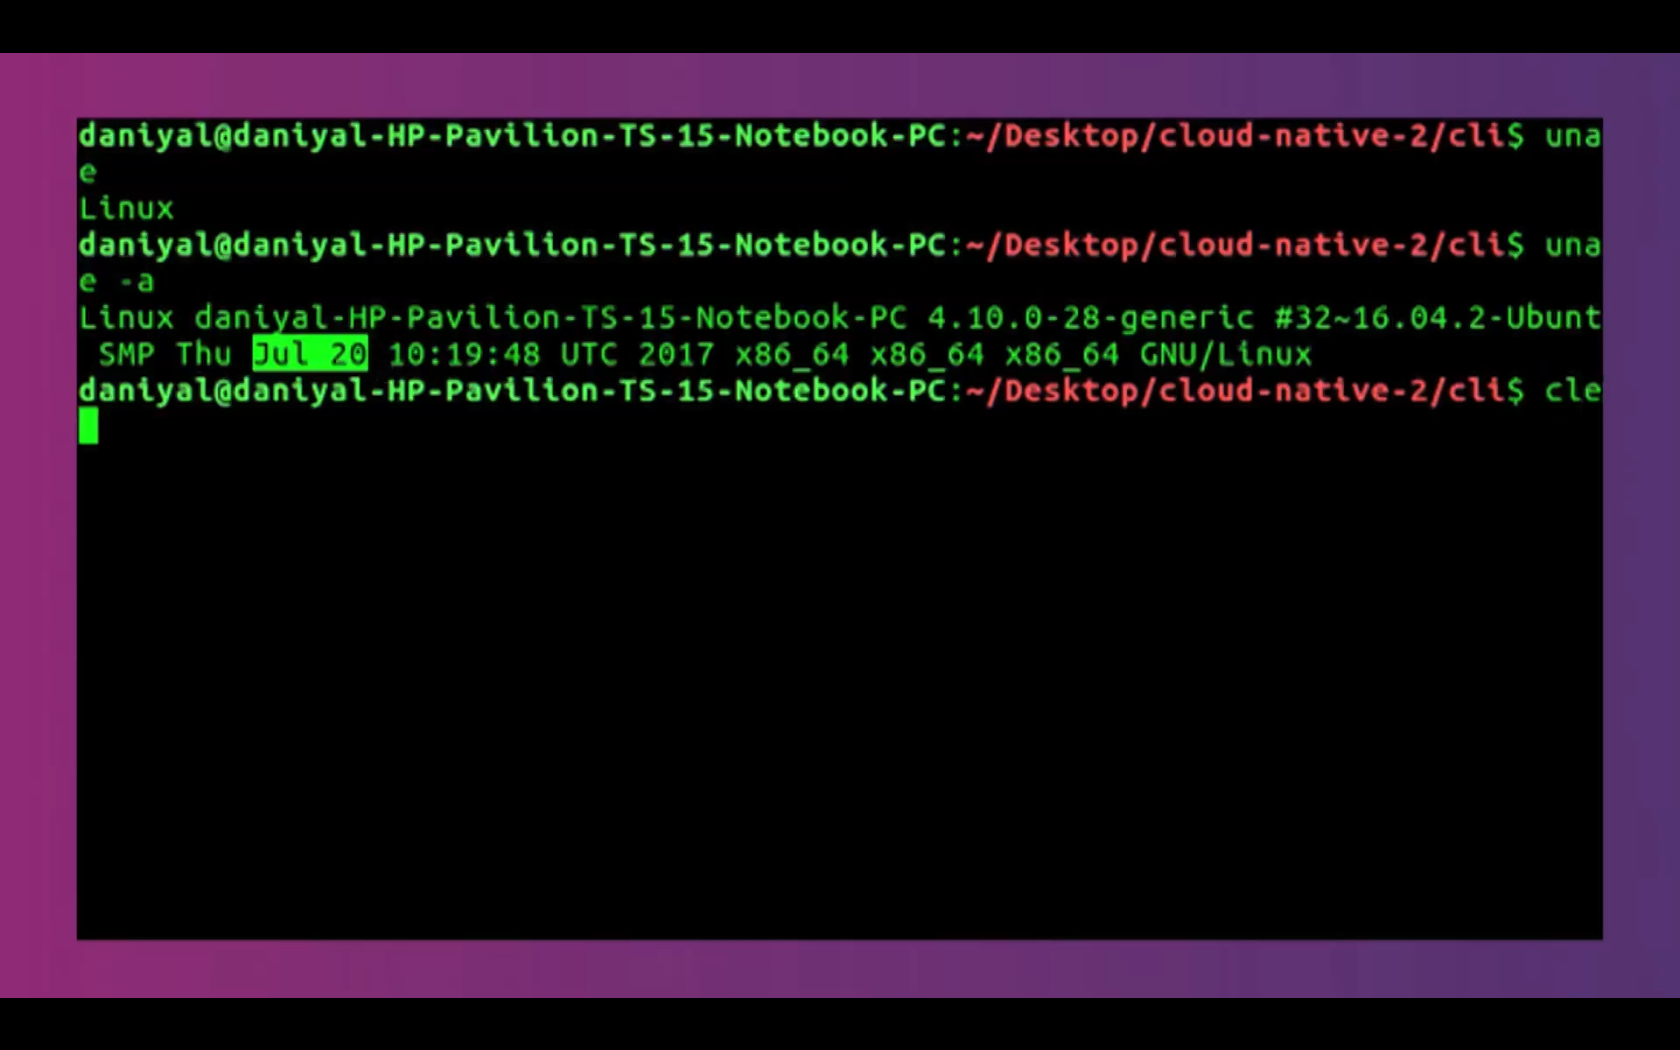 daniyal@daniyal-HP-Pavilion-TS-15-Notebook-PC:~/Desktop/cloud-native-2/cli$ una
e
Linux
daniyal@daniyal-HP-Pavilion-TS-15-Notebook-PC:~/Desktop/cloud-native-2/cli$ una
e -a
Linux daniyal-HP-Pavilion-TS-15-Notebook-PC 4.10.0-28-generic #32~16.04.2-Ubunt
SMP Thu Jul 20 10:19:48 UTC 2017 x86_64 x86_64 x86_64 GNU/Linux
daniyal@daniyal-HP-Pavilion-TS-15-Notebook-PC:~/Desktop/cloud-native-2/cli$ cle